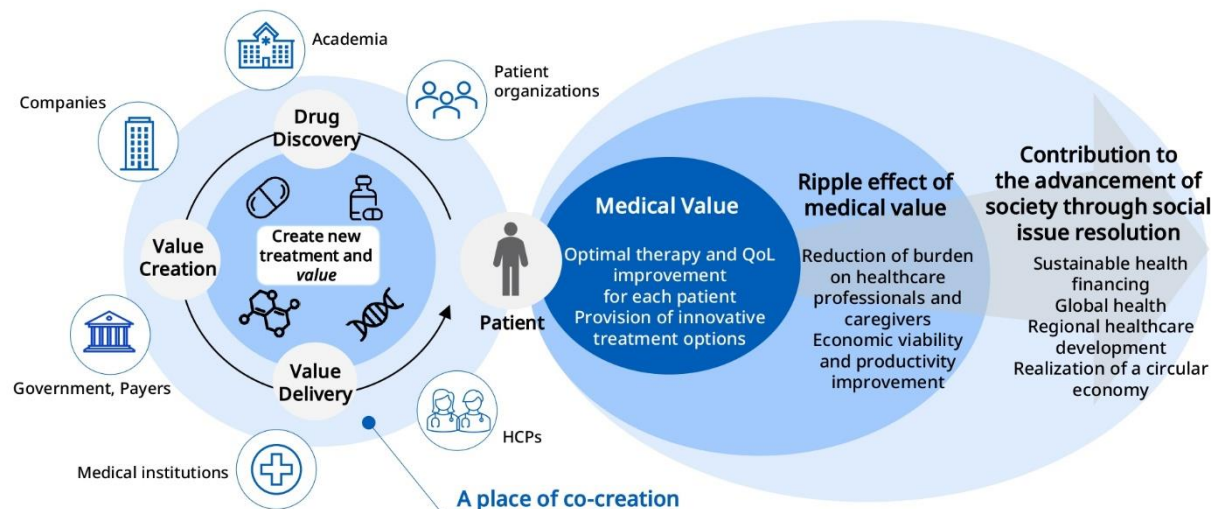 Academia
Patient
organizations
Companies
Drug
Discovery
Value
Creation
Create new
treatment and
value
Patient
Government, Payers
Value
Delivery
HCPs
Medical institutions
A place of co-creation
Medical Value
Optimal therapy and QoL
improvement
for each patient
Provision of innovative
treatment options
Ripple effect of
medical value
Reduction of burden
on healthcare
professionals and
caregivers
Economic viability
and productivity
improvement
Contribution to
the advancement of
society through social
issue resolution
Sustainable health
financing
Global health
Regional healthcare
development
Realization of a circular
economy